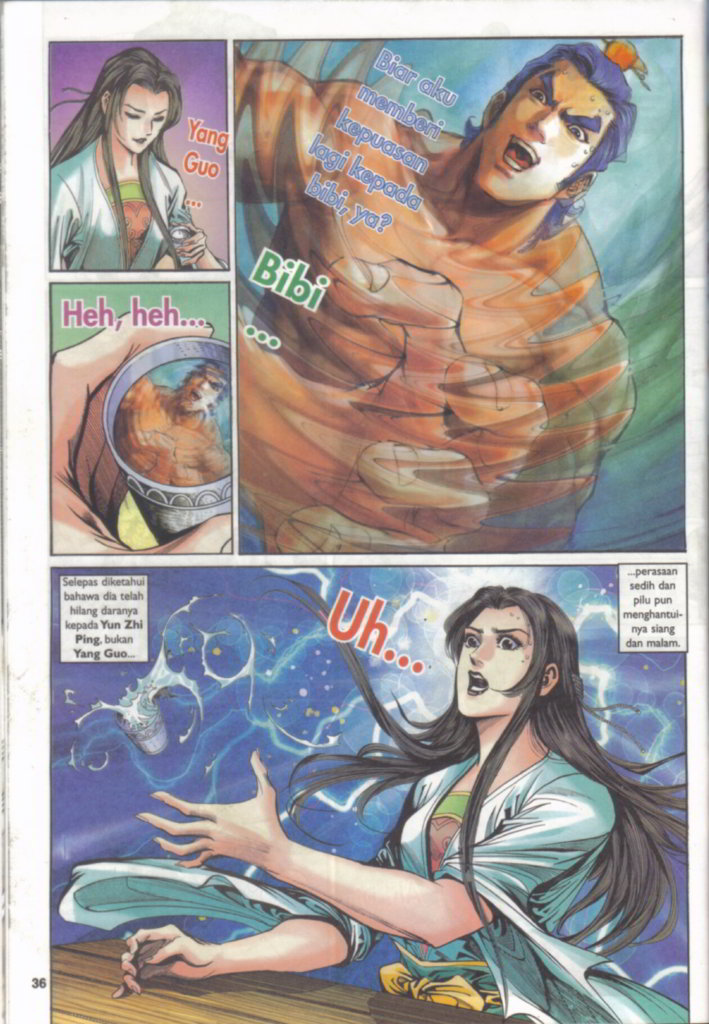 Yang
Guo
...
Biar aku
memberi
kepuasan
lagi kepada
bibi, ya?
Bibi
...
Heh, heh...
Selepas diketahui
bahawa dia telah
hilang daranya
kepada Yun Zhi
Ping, bukan
Yang Guo...
Uh...
...perasaan
sedih dan
pilu pun
menghantui-
nya siang
dan malam.
36